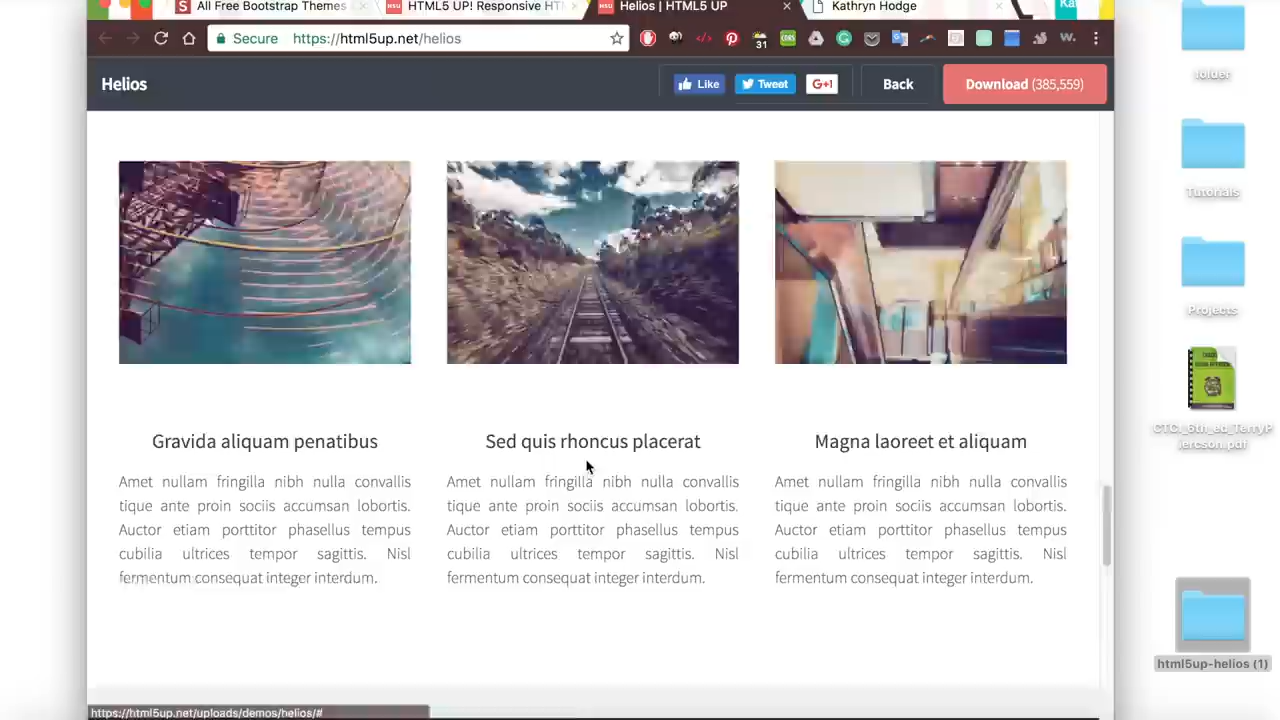 All Free Bootstrap Themes
HTML5 UP! Responsive HT
Helios | HTML5 UP
Kathryn Hodge
Secure
https://html5up.net/helios
31
CORS
W.
Helios
Like
Tweet
G+1
Back
Download (385,559)
Gravida aliquam penatibus
Amet nullam fringilla nibh nulla convallis
tique ante proin sociis accumsan lobortis.
Auctor etiam porttitor phasellus tempus
cubilia ultrices tempor sagittis. Nisl
fermentum consequat integer interdum.
Sed quis rhoncus placerat
Amet nullam fringilla nibh nulla convallis
tique ante proin sociis accumsan lobortis.
Auctor etiam porttitor phasellus tempus
cubilia ultrices tempor sagittis. Nisl
fermentum consequat integer interdum.
Magna laoreet et aliquam
Amet nullam fringilla nibh nulla convallis
tique ante proin sociis accumsan lobortis.
Auctor etiam porttitor phasellus tempus
cubilia ultrices tempor sagittis. Nisl
fermentum consequat integer interdum.
https://html5up.net/uploads/demos/helios/#
folder
Tutorials
Projects
html5up-helios (1)